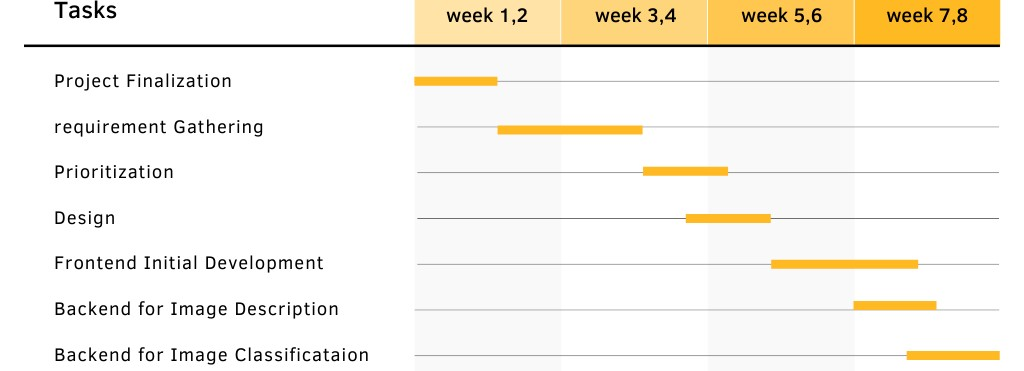 Tasks week 1,2 week 3,4 week 5,6 week 7,8
Project Finalization
requirement Gathering
Prioritization
Design
Frontend Initial Development
Backend for Image Description
Backend for Image Classificataion